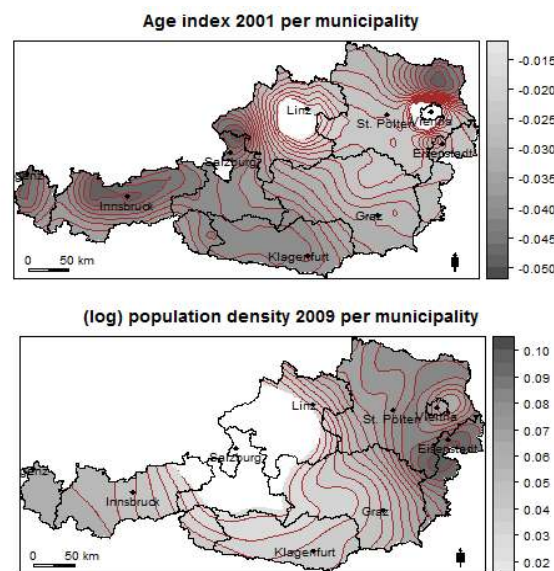 Age index 2001 per municipality
Linz
St. Pölten
Vienna
Eisenstadt
Salzburg
Innsbruck
Graz
Klagenfurt
0 50 km
-0.015
-0.020
-0.025
-0.030
-0.035
-0.040
-0.045
-0.050
(log) population density 2009 per municipality
Linz
St. Pölten
Vienna
Eisenstadt
Salzburg
Innsbruck
Graz
Klagenfurt
0 50 km
0.10
0.09
0.08
0.07
0.06
0.05
0.04
0.03
0.02